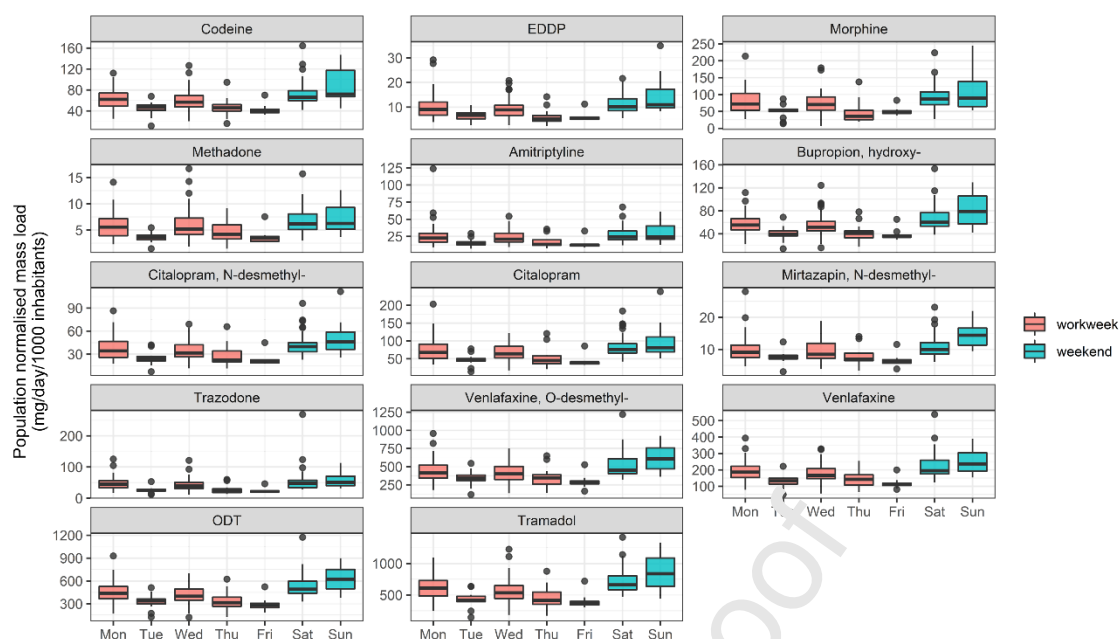 Codeine EDDP Morphine
160 120 80 40
30 20 10
250 200 150 100 50 0
Methadone Amitriptyline Bupropion, hydroxy-
15 10 5
125 100 75 50 25
160 120 80 40
Citalopram, N-desmethyl- Citalopram Mirtazapin, N-desmethyl-
90 60 30
200 150 100 50
20 10
Trazodone Venlafaxine, O-desmethyl- Venlafaxine
200 100 0
1250 1000 750 500 250
500 400 300 200 100
Mon Tue Wed Thu Fri Sat Sun
ODT Tramadol
1200 900 600 300
1000 500
Mon Tue Wed Thu Fri Sat Sun
Mon Tue Wed Thu Fri Sat Sun
Population normalised mass load
(mg/day/1000 inhabitants)
workweek
weekend
oof